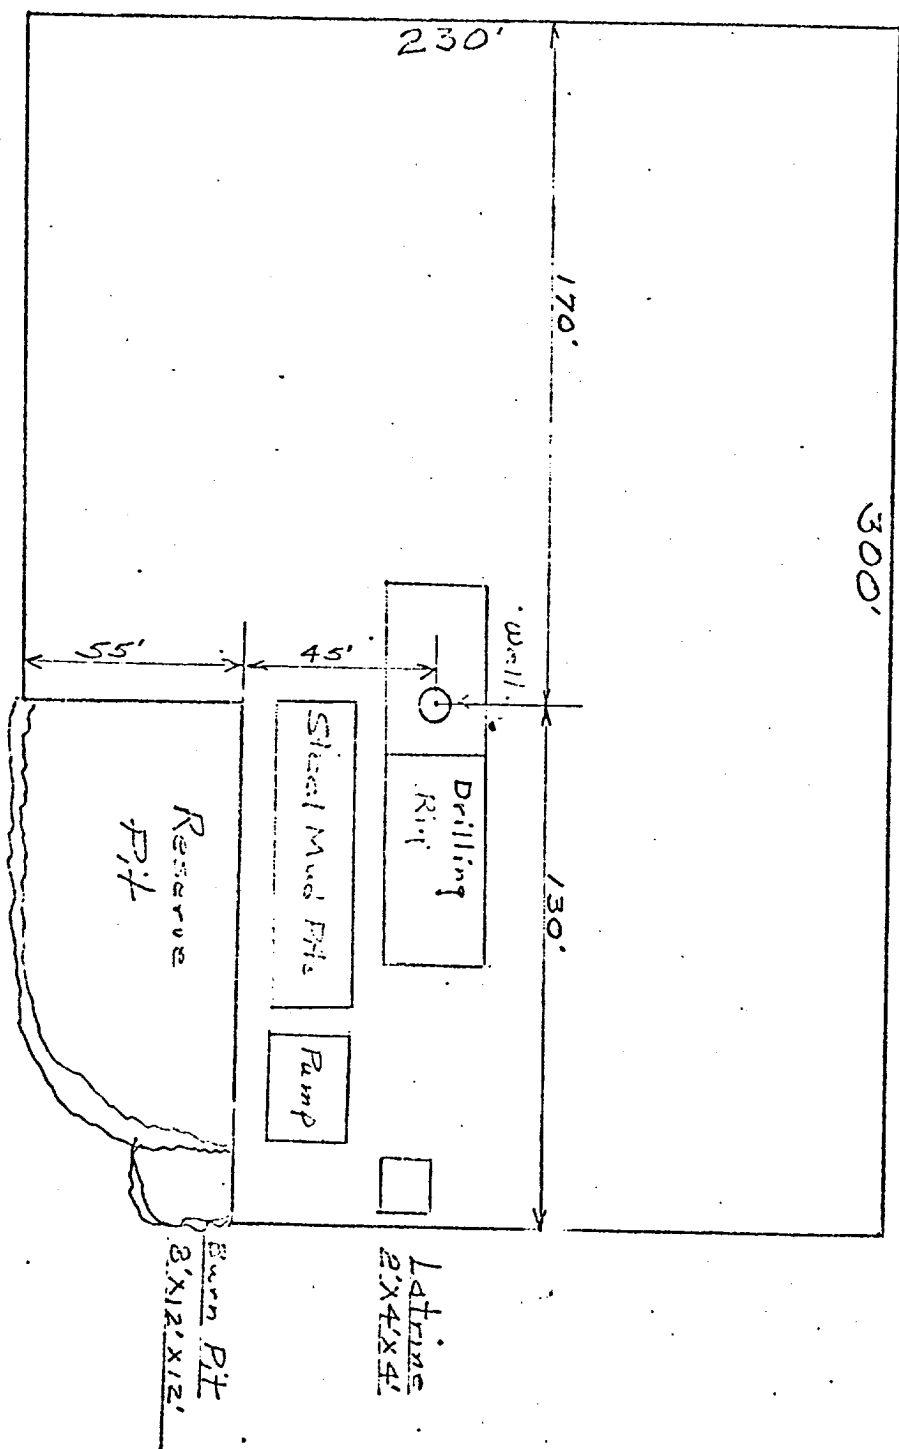 230'
170'
300'
55'
45'
Well
Drilling
Rig
130'
Steel Mud Pits
Reserve
Pit
Pump
Latrine
2'X4'X4'
Burn Pit
8'X12'X12'